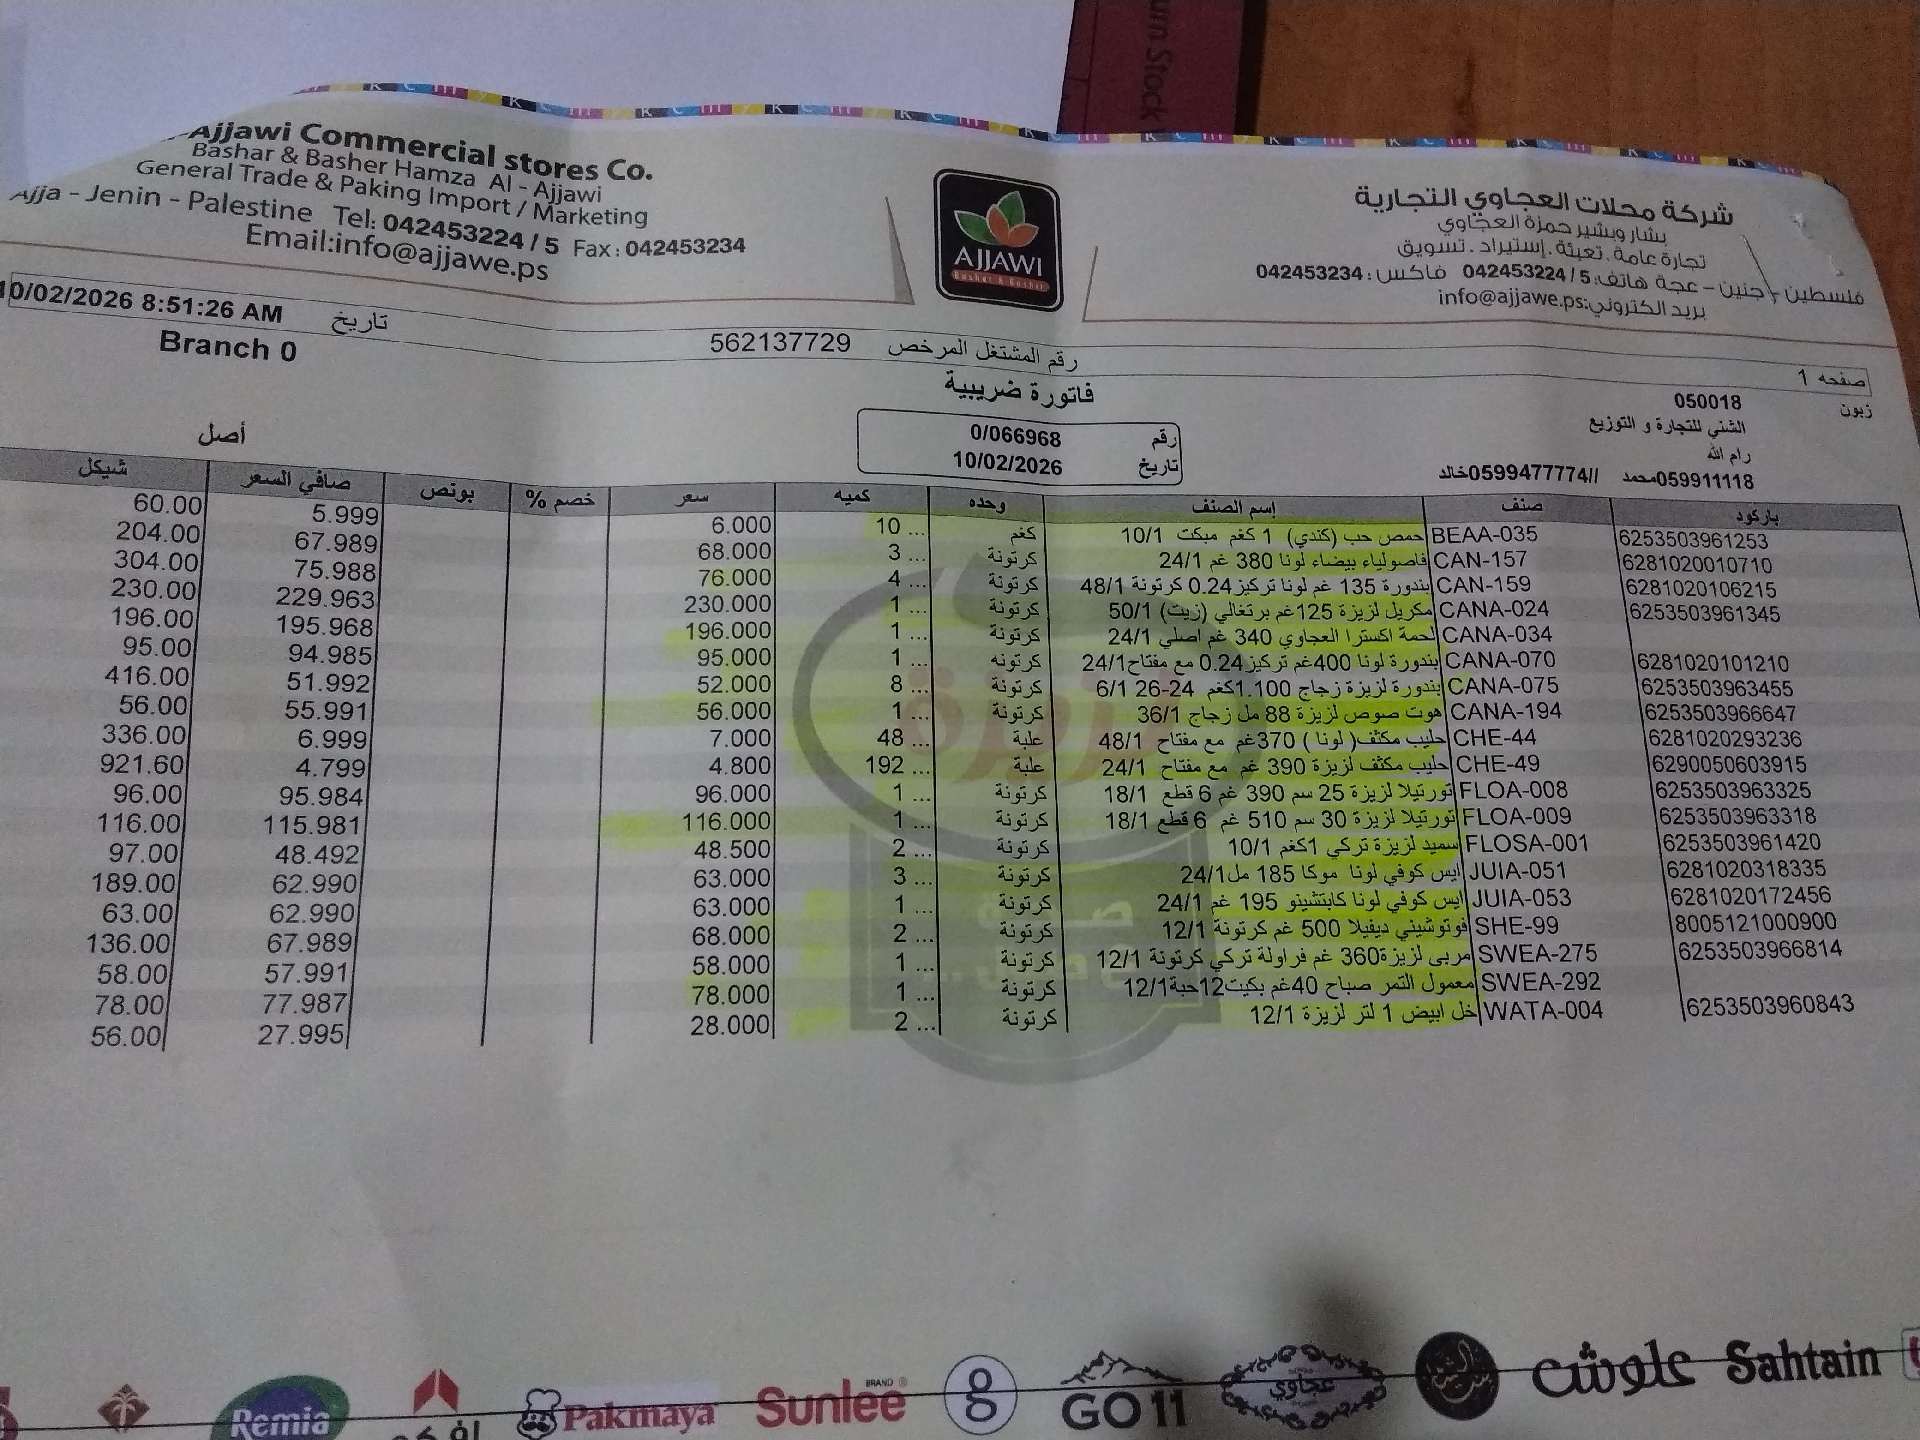 Ajjawi Commercial stores Co.
Bashar & Basher Hamza Al - Ajjawi
General Trade & Paking Import / Marketing
Ajja - Jenin - Palestine Tel: 042453224 / 5 Fax : 042453234
Email:info@ajjawe.ps
AJJAWI
Bashar & Basher
شركة محلات العجاوي التجارية
بشار وبشير حمزة العجاوي
تجارة عامة . تعبئة . إستيراد . تسويق
فلسطين - جنين - عجة هاتف: 042453224 / 5 فاكس : 042453234
بريد الكتروني:info@ajjawe.ps
تاريخ 10/02/2026 8:51:26 AM
Branch 0
رقم المشتغل المرخص 562137729
صفحه 1
فاتورة ضريبية
زبون 050018
الشني للتجارة و التوزيع
رام الله
059911118محمد //0599477774خالد
رقم 0/066968
تاريخ 10/02/2026
أصل
باركود صنف إسم الصنف وحده كميه سعر خصم % بونص صافي السعر شيكل
6253503961253 BEAA-035 حمص حب (كندي) 1 كغم مبكت 10/1 كغم 10 ... 6.000 5.999 60.00
6281020010710 CAN-157 فاصولياء بيضاء لونا 380 غم 24/1 كرتونة 3 ... 68.000 67.989 204.00
6281020106215 CAN-159 بندورة 135 غم لونا تركيز0.24 كرتونة 48/1 كرتونة 4 ... 76.000 75.988 304.00
6253503961345 CANA-024 مكريل لزيزة 125غم برتغالي (زيت) 50/1 كرتونة 1 ... 230.000 229.963 230.00
CANA-034 لحمة اكسترا العجاوي 340 غم اصلي 24/1 كرتونة 1 ... 196.000 195.968 196.00
6281020101210 CANA-070 بندورة لونا 400غم تركيز0.24 مع مفتاح24/1 كرتونه 1 ... 95.000 94.985 95.00
6253503963455 CANA-075 بندورة لزيزة زجاج 1.100كغم 24-26 6/1 كرتونة 8 ... 52.000 51.992 416.00
6253503966647 CANA-194 هوت صوص لزيزة 88 مل زجاج 36/1 كرتونة 1 ... 56.000 55.991 56.00
6281020293236 CHE-44 حليب مكثف( لونا ) 370غم مع مفتاح 48/1 علبة 48 ... 7.000 6.999 336.00
6290050603915 CHE-49 حليب مكثف لزيزة 390 غم مع مفتاح 24/1 علبة 192 ... 4.800 4.799 921.60
6253503963325 FLOA-008 تورتيلا لزيزة 25 سم 390 غم 6 قطع 18/1 كرتونة 1 ... 96.000 95.984 96.00
6253503963318 FLOA-009 تورتيلا لزيزة 30 سم 510 غم 6 قطع 18/1 كرتونة 1 ... 116.000 115.981 116.00
6253503961420 FLOSA-001 سميد لزيزة تركي 1كغم 10/1 كرتونة 2 ... 48.500 48.492 97.00
6281020318335 JUIA-051 ايس كوفي لونا موكا 185 مل24/1 كرتونة 3 ... 63.000 62.990 189.00
6281020172456 JUIA-053 ايس كوفي لونا كابتشينو 195 غم 24/1 كرتونة 1 ... 63.000 62.990 63.00
8005121000900 SHE-99 فوتوشيني ديفيلا 500 غم كرتونة 12/1 كرتونة 2 ... 68.000 67.989 136.00
6253503966814 SWEA-275 مربى لزيزة360 غم فراولة تركي كرتونة 12/1 كرتونة 1 ... 58.000 57.991 58.00
SWEA-292 معمول التمر صباح 40غم بكيت12حبة12/1 كرتونة 1 ... 78.000 77.987 78.00
6253503960843 WATA-004 خل ابيض 1 لتر لزيزة 12/1 كرتونة 2 ... 28.000 27.995 56.00
Remia
Pakmaya
Sunlee
BRAND
g
GO 11
عجاوي
علوش
Sahtain